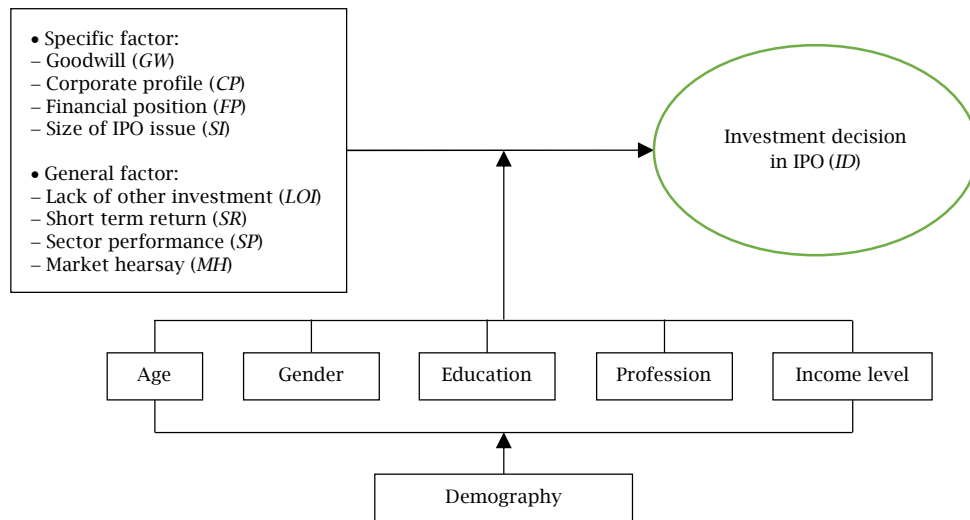 • Specific factor:
– Goodwill (GW)
– Corporate profile (CP)
– Financial position (FP)
– Size of IPO issue (SI)
• General factor:
– Lack of other investment (LOI)
– Short term return (SR)
– Sector performance (SP)
– Market hearsay (MH)
Investment decision
in IPO (ID)
Age
Gender
Education
Profession
Income level
Demography